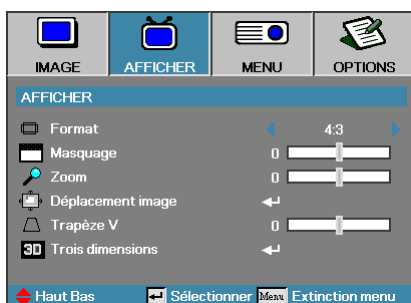 IMAGE AFFICHER MENU OPTIONS
AFFICHER
Format 4:3
Masquage 0
Zoom 0
Déplacement image
Trapèze V 0
3D Trois dimensions
Haut Bas Sélectionner Menu Extinction menu